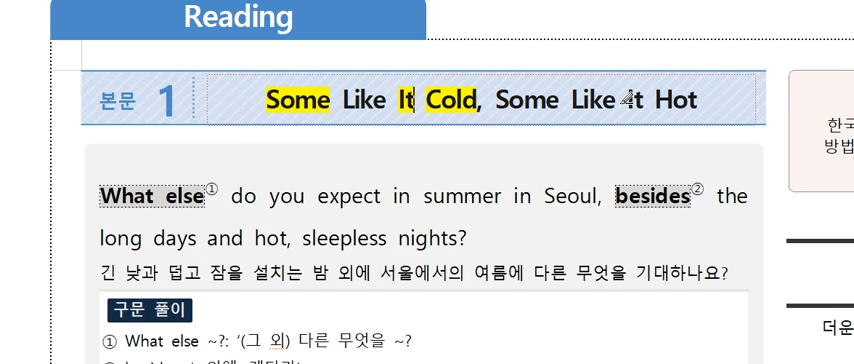 Reading
본문 1 Some Like It Cold, Some Like it Hot
What else① do you expect in summer in Seoul, besides② the
long days and hot, sleepless nights?
긴 낮과 덥고 잠을 설치는 밤 외에 서울에서의 여름에 다른 무엇을 기대하나요?
구문 풀이
① What else ~?: ‘(그 외) 다른 무엇을 ~?
한국
방법
더운